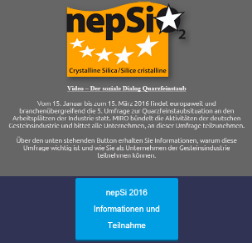 nepSi
2
Crystalline Silica / Silice cristalline
Video – Der soziale Dialog Quarzfeinstaub
Vom 15. Januar bis zum 15. März 2016 findet europaweit und
branchenübergreifend die 5. Umfrage zur Quarzfeinstaubsituation an den
Arbeitsplätzen der Industrie statt. MIRO bündelt die Aktivitäten der deutschen
Gesteinsindustrie und bittet alle Unternehmen, an dieser Umfrage teilzunehmen.
Über den unten stehenden Button erhalten Sie Informationen, warum diese
Umfrage wichtig ist und wie Sie als Unternehmen der Gesteinsindustrie
teilnehmen können.
nepSi 2016
Informationen und
Teilnahme